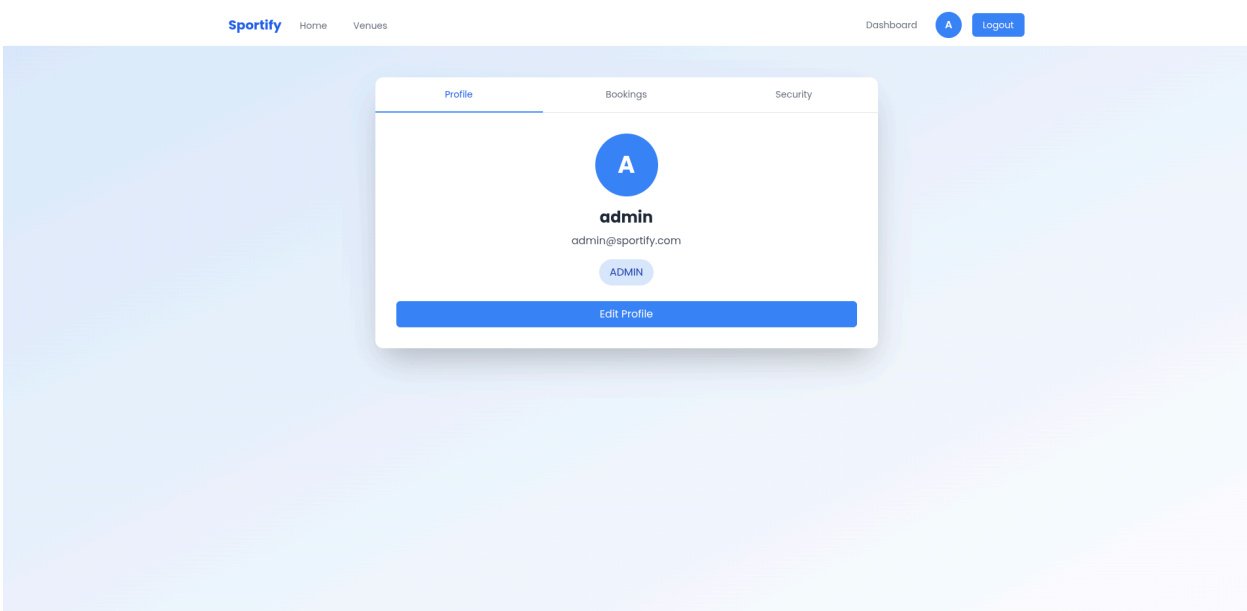 Sportify Home Venues Dashboard A Logout
Profile Bookings Security
A
admin
admin@sportify.com
ADMIN
Edit Profile